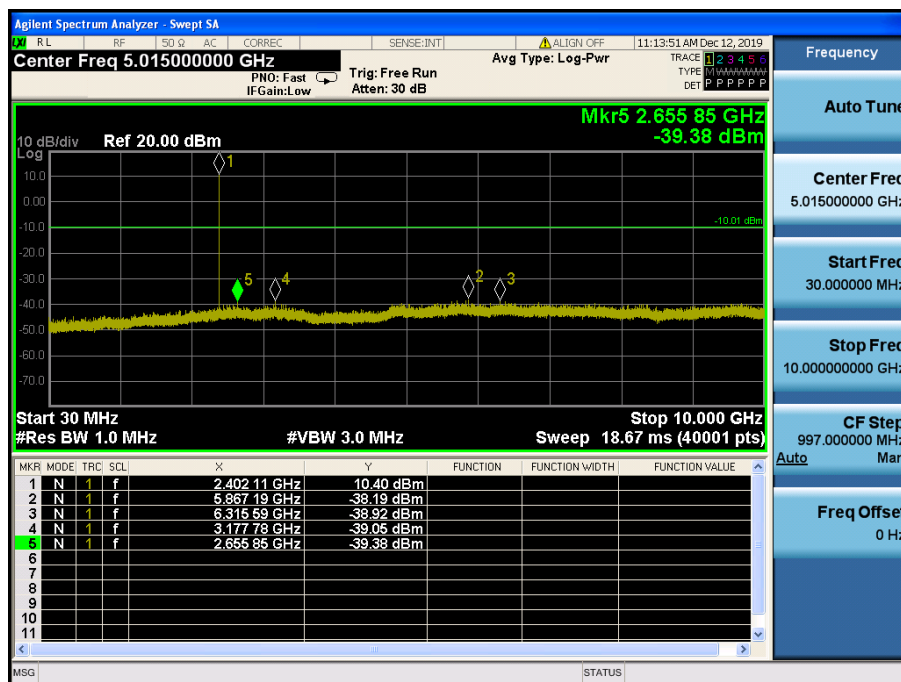 Agilent Spectrum Analyzer - Swept SA
LXI RL RF 50 Ω AC CORREC SENSE:INT ALIGN OFF 11:13:51 AM Dec 12, 2019
Center Freq 5.015000000 GHz Avg Type: Log-Pwr TRACE 1 2 3 4 5 6
PNO: Fast Trig: Free Run TYPE M
IFGain:Low Atten: 30 dB DET P P P P P P
Mkr5 2.655 85 GHz
10 dB/div Ref 20.00 dBm -39.38 dBm
Log
1
10.0
0.00
-10.0 -10.01 dBm
-20.0
-30.0 5 4 2 3
-40.0
-50.0
-60.0
-70.0
Start 30 MHz Stop 10.000 GHz
#Res BW 1.0 MHz #VBW 3.0 MHz Sweep 18.67 ms (40001 pts)
MKR MODE TRC SCL X Y FUNCTION FUNCTION WIDTH FUNCTION VALUE
1 N 1 f 2.402 11 GHz 10.40 dBm
2 N 1 f 5.867 19 GHz -38.19 dBm
3 N 1 f 6.315 59 GHz -38.92 dBm
4 N 1 f 3.177 78 GHz -39.05 dBm
5 N 1 f 2.655 85 GHz -39.38 dBm
6
7
8
9
10
11
MSG STATUS
Frequency
Auto Tune
Center Freq
5.015000000 GHz
Start Freq
30.000000 MHz
Stop Freq
10.000000000 GHz
CF Step
997.000000 MHz
Auto Man
Freq Offset
0 Hz